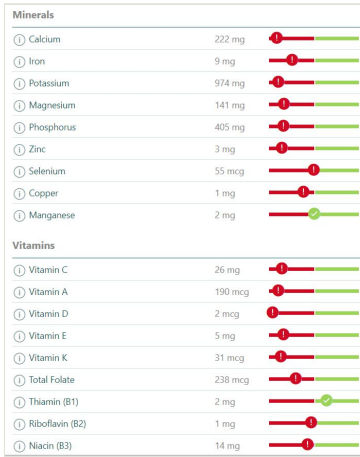 Minerals
Calcium 222 mg
Iron 9 mg
Potassium 974 mg
Magnesium 141 mg
Phosphorus 405 mg
Zinc 3 mg
Selenium 55 mcg
Copper 1 mg
Manganese 2 mg
Vitamins
Vitamin C 26 mg
Vitamin A 190 mcg
Vitamin D 2 mcg
Vitamin E 5 mg
Vitamin K 31 mcg
Total Folate 238 mcg
Thiamin (B1) 2 mg
Riboflavin (B2) 1 mg
Niacin (B3) 14 mg